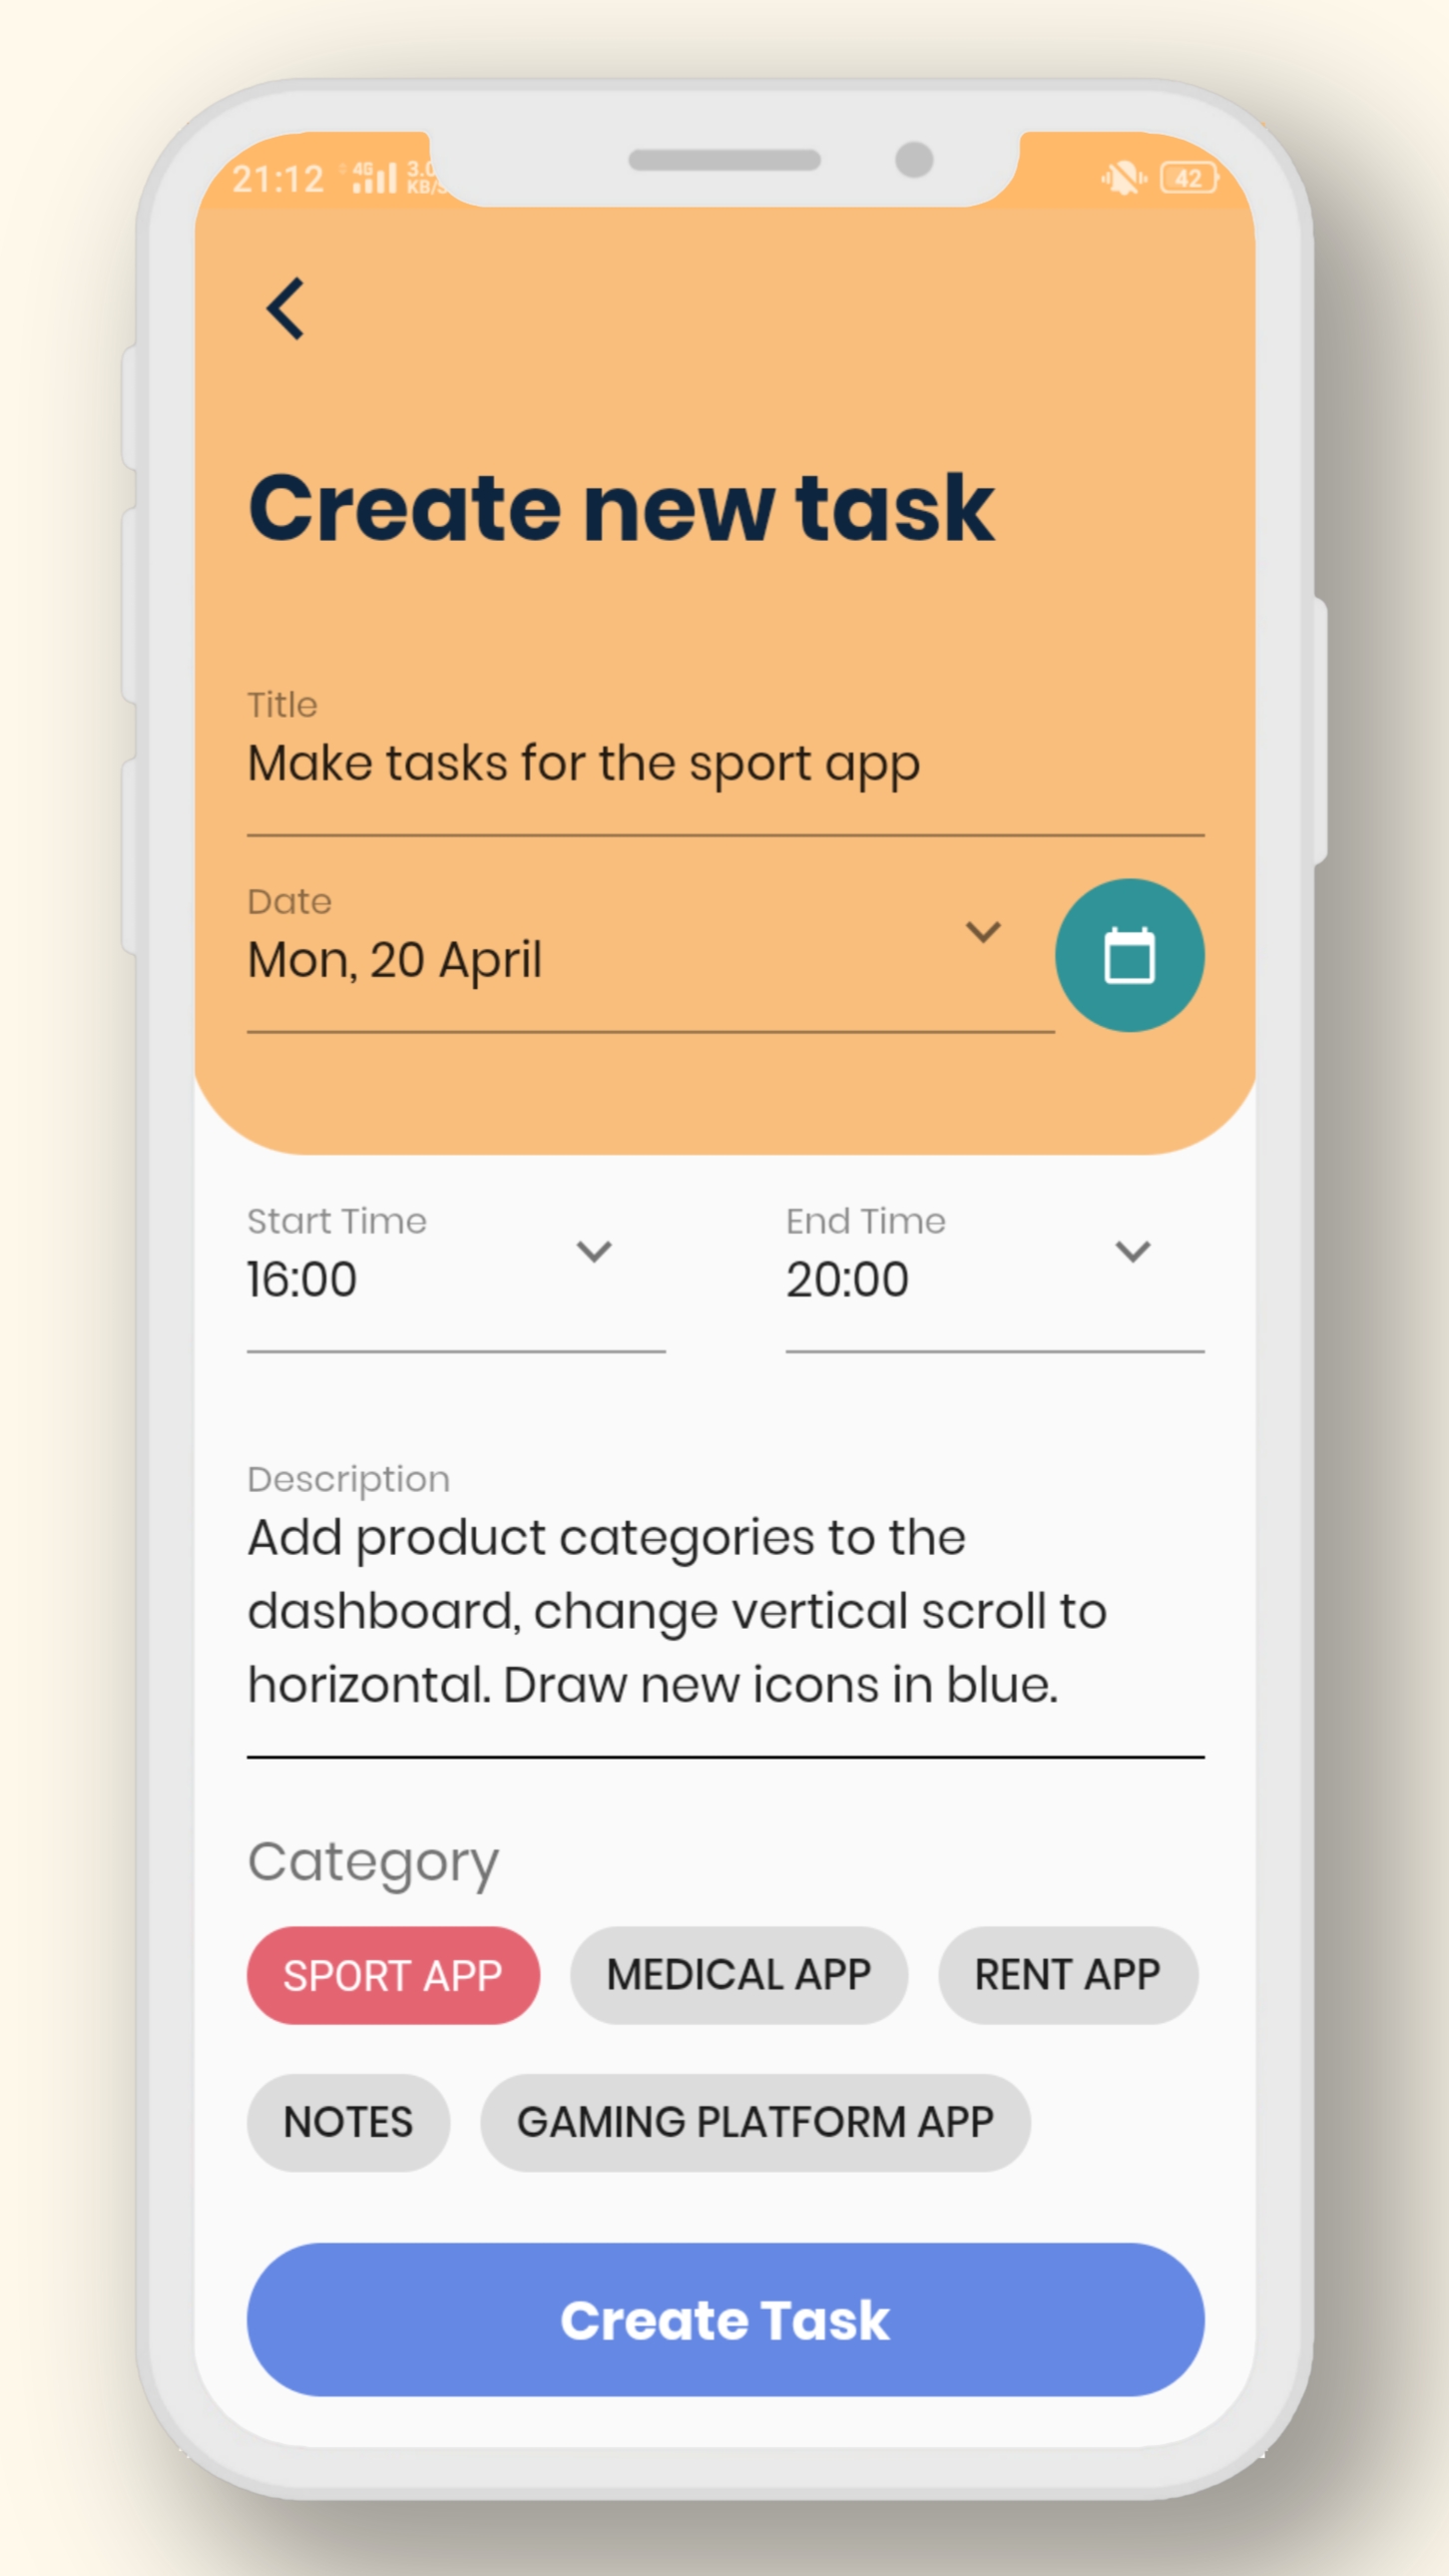 21:12 4G 3.0
KB/S 42
Create new task
Title
Make tasks for the sport app
Date
Mon, 20 April
Start Time End Time
16:00 20:00
Description
Add product categories to the
dashboard, change vertical scroll to
horizontal. Draw new icons in blue.
Category
SPORT APP MEDICAL APP RENT APP
NOTES GAMING PLATFORM APP
Create Task